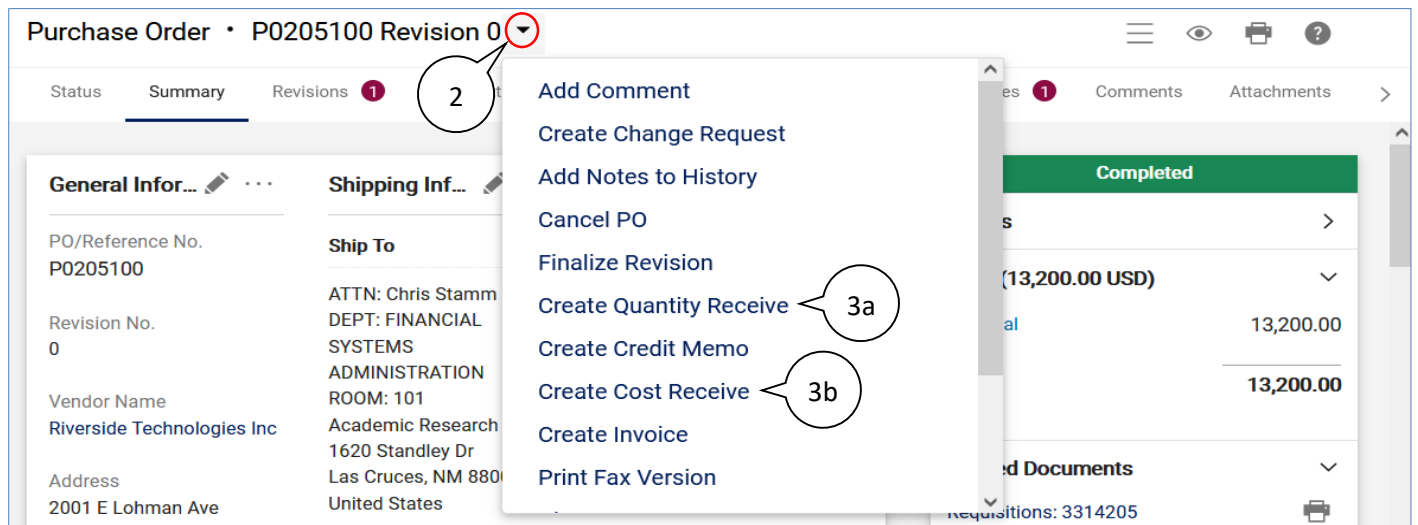 Purchase Order · P0205100 Revision 0
Status Summary Revisions 1 Comments Attachments
1
2
Add Comment
Create Change Request
Add Notes to History
Cancel PO
Finalize Revision
Create Quantity Receive
3a
Create Credit Memo
Create Cost Receive
3b
Create Invoice
Print Fax Version
General Infor... ...
PO/Reference No.
P0205100
Revision No.
0
Vendor Name
Riverside Technologies Inc
Address
2001 E Lohman Ave
Shipping Inf...
Ship To
ATTN: Chris Stamm
DEPT: FINANCIAL
SYSTEMS
ADMINISTRATION
ROOM: 101
Academic Research
1620 Standley Dr
Las Cruces, NM 880
United States
Completed
(13,200.00 USD)
13,200.00
13,200.00
Documents
Requisitions: 3314205